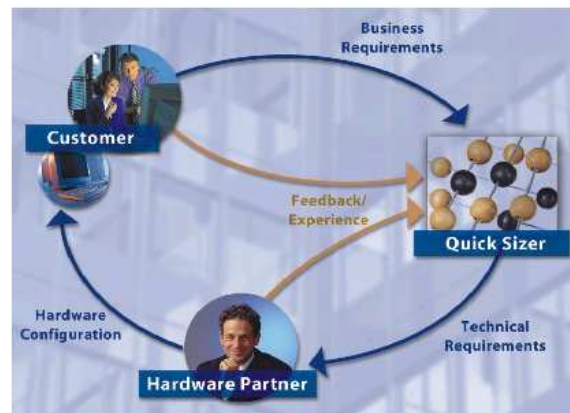 Business
Requirements
Customer
Feedback/
Experience
Quick Sizer
Hardware
Configuration
Technical
Requirements
Hardware Partner